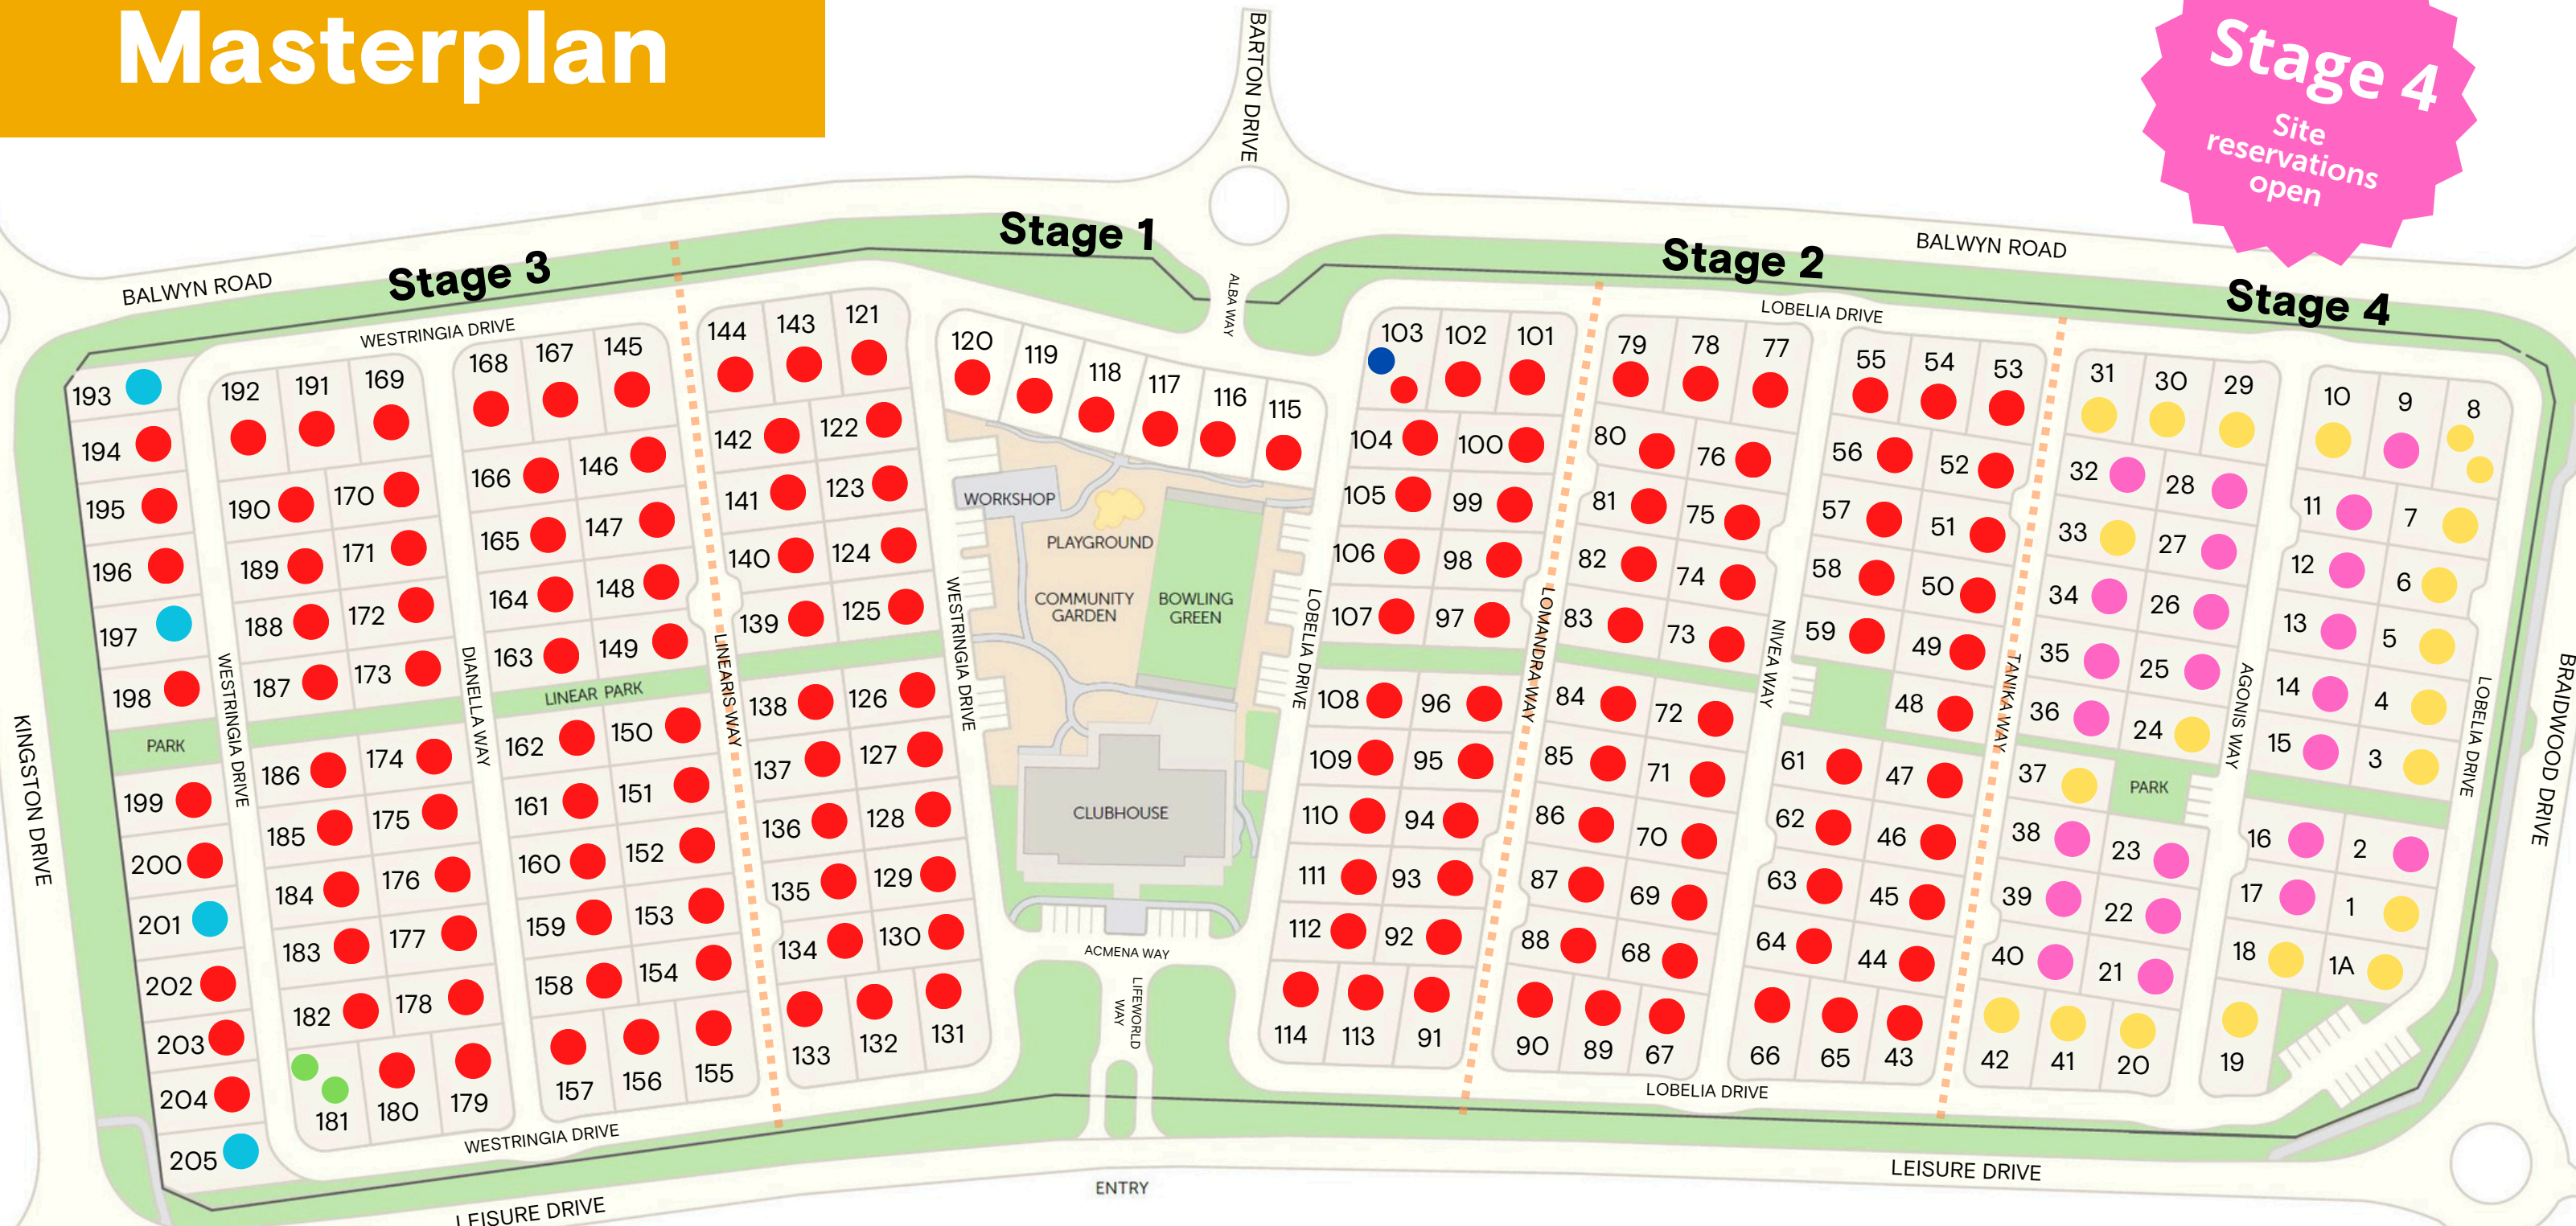 Masterplan
BARTON DRIVE
Stage 4
Site
reservations
open
Stage 3
Stage 1
Stage 2
Stage 4
BALWYN ROAD
BALWYN ROAD
WESTRINGIA DRIVE
ALBA WAY
LOBELIA DRIVE
193
192 191 169
168 167 145
144 143 121
120 119 118 117 116 115
103 102 101
79 78 77
55 54 53
31 30 29
10 9 8
194
190 170
166 146
142 122
104 100
80 76
56 52
32 28
11 7
195
189 171
165 147
141 123
WORKSHOP
105 99
81 75
57 51
33 27
12 6
196
188 172
164 148
140 124
PLAYGROUND
106 98
82 74
58 50
34 26
13 5
197
187 173
163 149
139 125
COMMUNITY
GARDEN
BOWLING
GREEN
107 97
83 73
59 49
35 25
14 4
198
48
36 24
15 3
KINGSTON DRIVE
WESTRINGIA DRIVE
DIANELLA WAY
LINEAR PARK
LINEARIS WAY
WESTRINGIA DRIVE
LOBELIA DRIVE
LOMANDRA WAY
NIVEA WAY
TANIKA WAY
AGONIS WAY
LOBELIA DRIVE
BRAIDWOOD DRIVE
PARK
PARK
199
186 174
162 150
138 126
108 96
84 72
61 47
37
16 2
200
185 175
161 151
137 127
CLUBHOUSE
109 95
85 71
62 46
38 23
17 1
201
184 176
160 152
136 128
110 94
86 70
63 45
39 22
18 1A
202
183 177
159 153
135 129
111 93
87 69
64 44
40 21
19
203
182 178
158 154
134 130
112 92
88 68
204
181 180 179
157 156 155
133 132 131
114 113 91
90 89 67
66 65 43
42 41 20
205
ACMENA WAY
LIFEWORLD
WAY
WESTRINGIA DRIVE
LOBELIA DRIVE
LEISURE DRIVE
ENTRY
LEISURE DRIVE